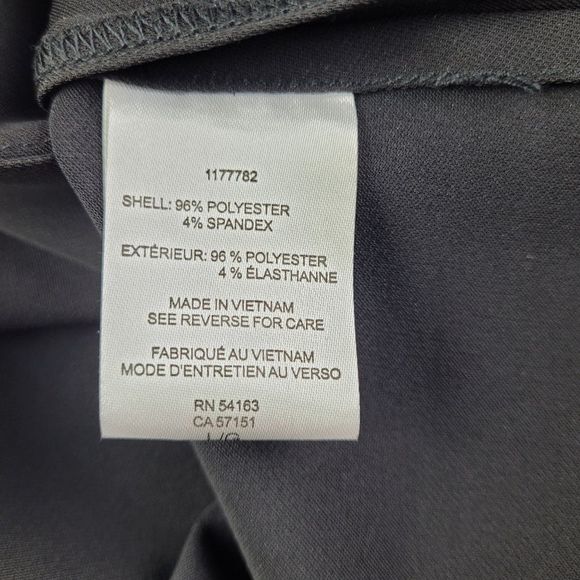 1177782
SHELL: 96% POLYESTER
4% SPANDEX
EXTÉRIEUR: 96 % POLYESTER
4 % ÉLASTHANNE
MADE IN VIETNAM
SEE REVERSE FOR CARE
FABRIQUÉ AU VIETNAM
MODE D'ENTRETIEN AU VERSO
RN 54163
CA 57151